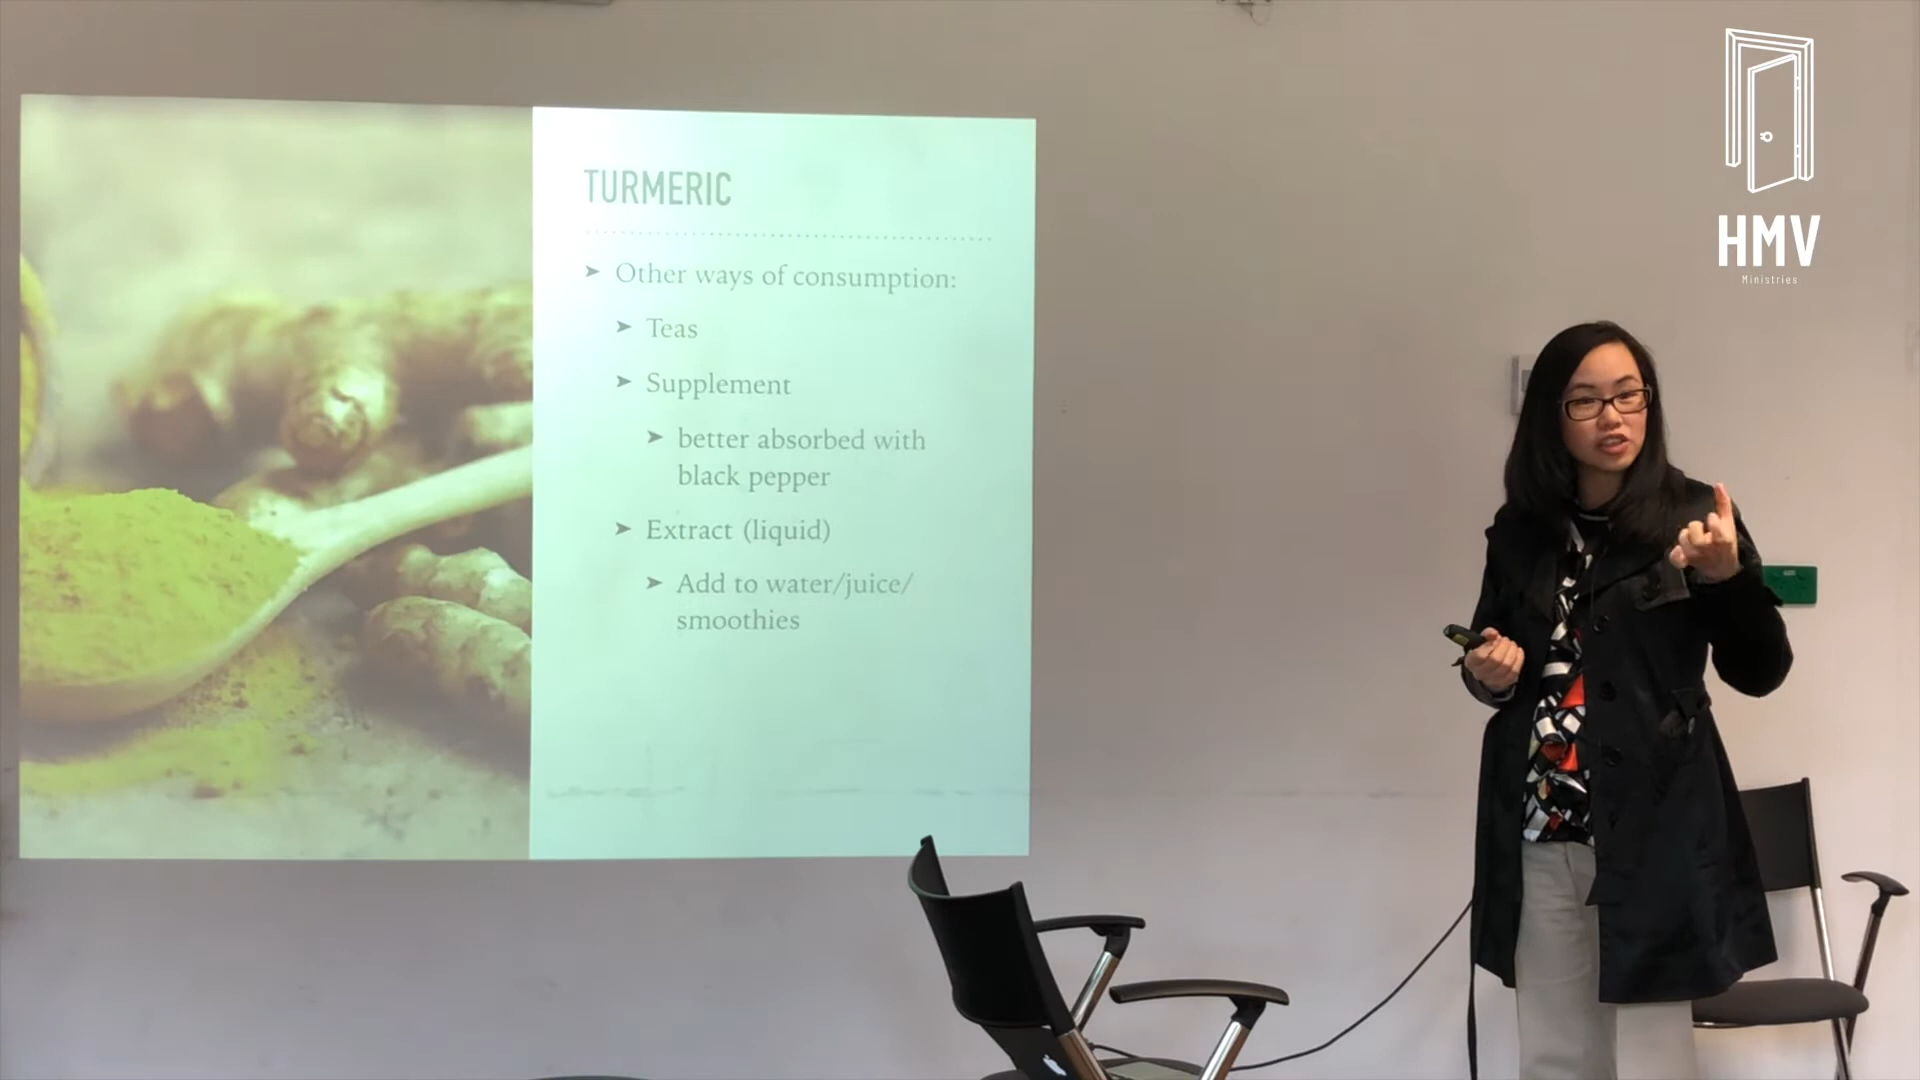 HMV
Ministries
TURMERIC
➤ Other ways of consumption:
➤ Teas
➤ Supplement
➤ better absorbed with
black pepper
➤ Extract (liquid)
➤ Add to water/juice/
smoothies